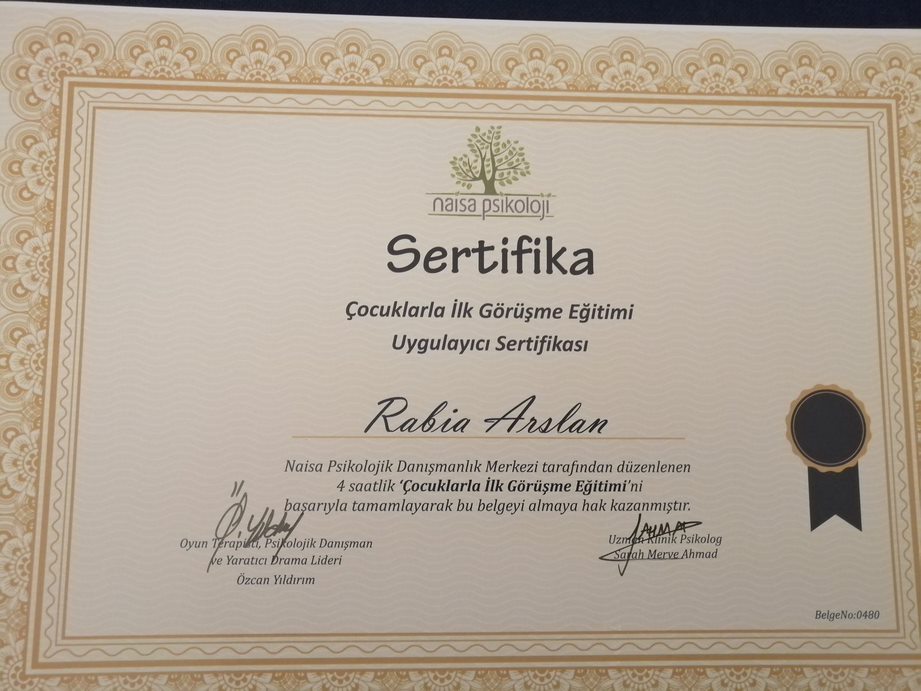 naisa psikoloji
Sertifika
Çocuklarla İlk Görüşme Eğitimi
Uygulayıcı Sertifikası
Rabia Arslan
Naisa Psikolojik Danışmanlık Merkezi tarafından düzenlenen
4 saatlik ‘Çocuklarla İlk Görüşme Eğitimi’ni
başarıyla tamamlayarak bu belgeyi almaya hak kazanmıştır.
Ö. Yıldırım
Oyun Terapisti, Psikolojik Danışman
ve Yaratıcı Drama Lideri
Özcan Yıldırım
AHMAD
Uzman Klinik Psikolog
Sarah Merve Ahmad
BelgeNo:0480